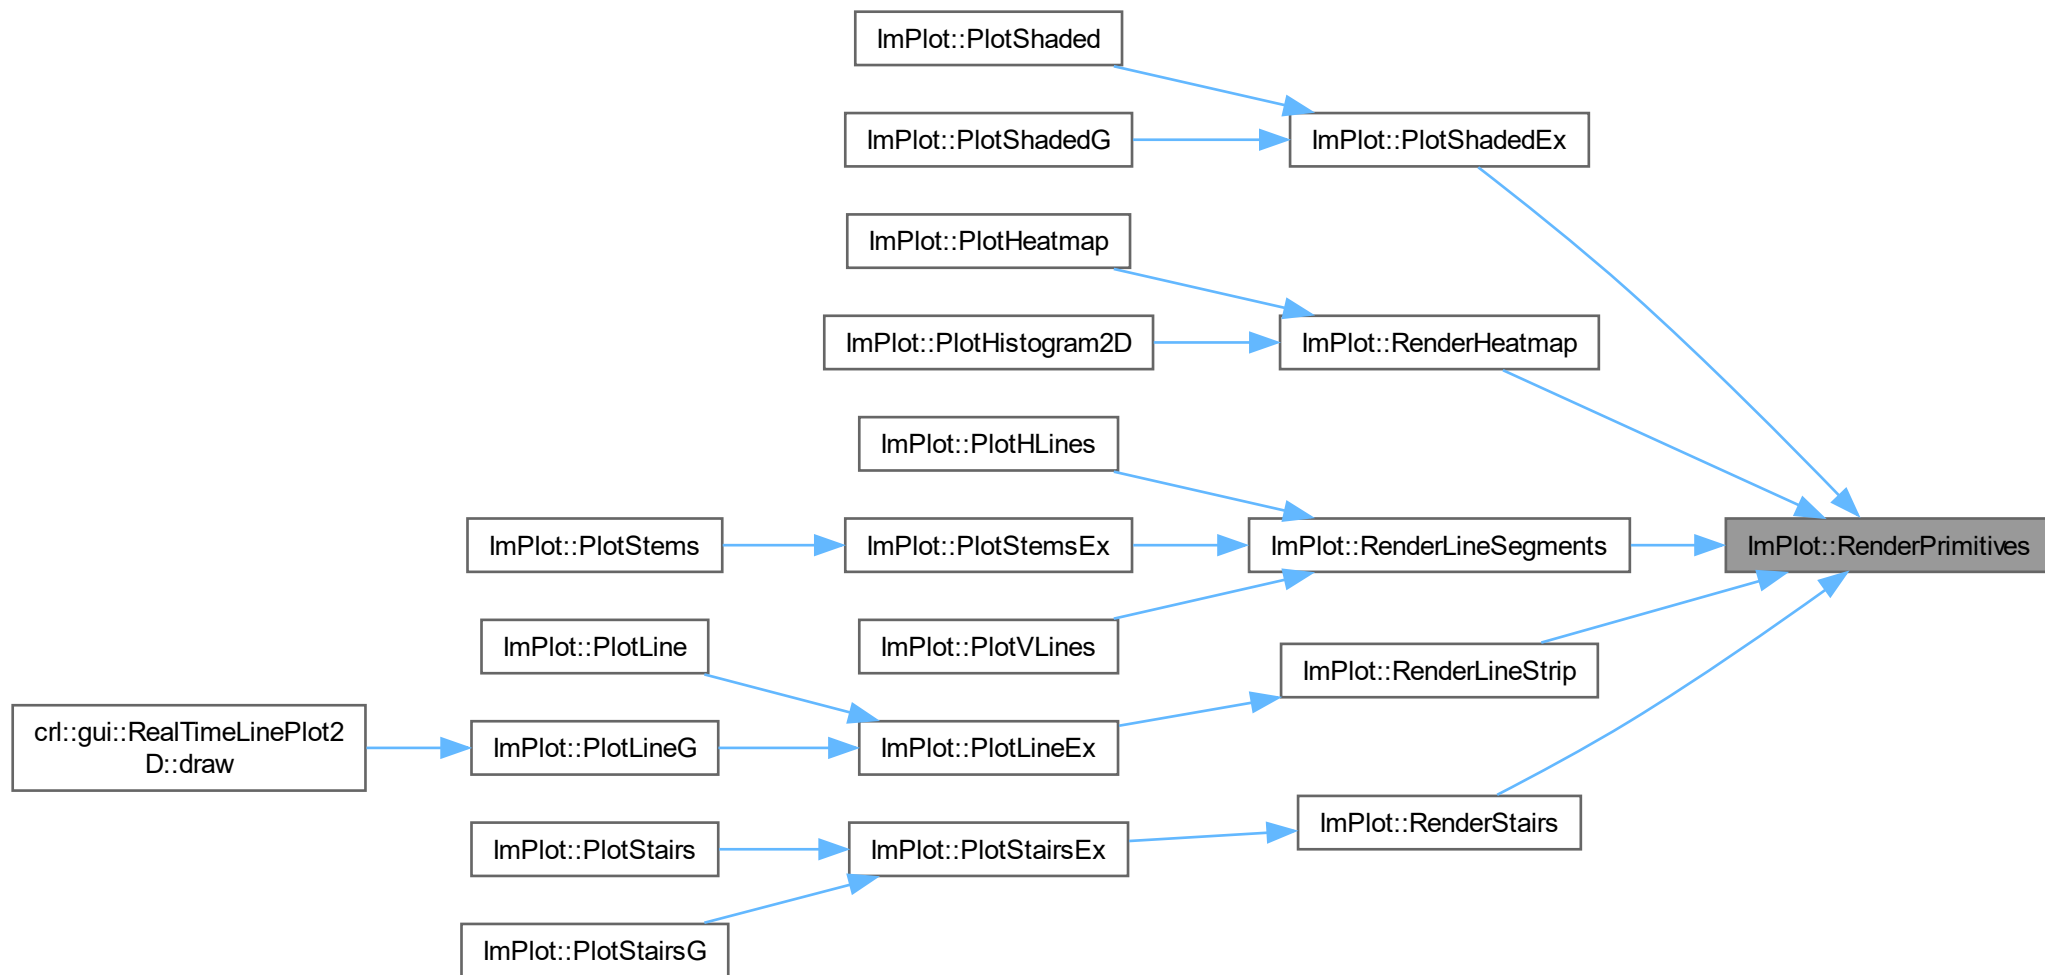 ImPlot::PlotShaded
ImPlot::PlotShadedG
ImPlot::PlotShadedEx
ImPlot::PlotHeatmap
ImPlot::PlotHistogram2D
ImPlot::RenderHeatmap
ImPlot::PlotHLines
ImPlot::PlotStems
ImPlot::PlotStemsEx
ImPlot::RenderLineSegments
ImPlot::RenderPrimitives
ImPlot::PlotLine
ImPlot::PlotVLines
ImPlot::RenderLineStrip
crl::gui::RealTimeLinePlot2
D::draw
ImPlot::PlotLineG
ImPlot::PlotLineEx
ImPlot::RenderStairs
ImPlot::PlotStairs
ImPlot::PlotStairsEx
ImPlot::PlotStairsG